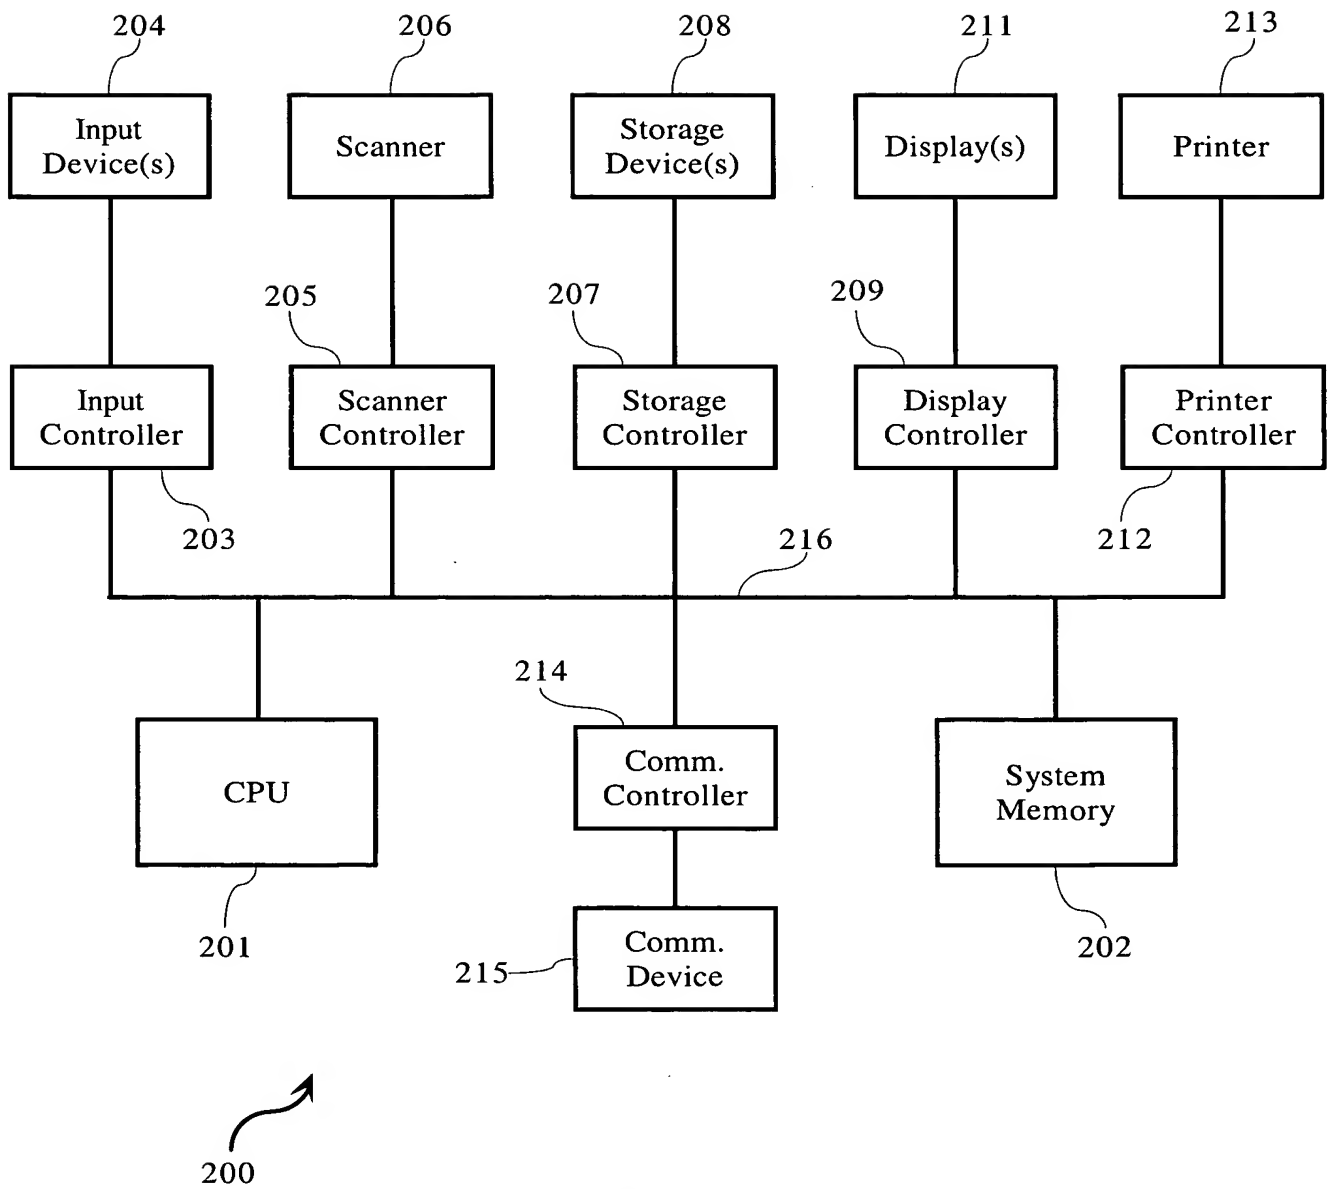 204
206
208
211
213
Input
Device(s)
Scanner
Storage
Device(s)
Display(s)
Printer
205
207
209
Input
Controller
Scanner
Controller
Storage
Controller
Display
Controller
Printer
Controller
203
216
212
214
CPU
Comm.
Controller
System
Memory
201
215
Comm.
Device
202
200